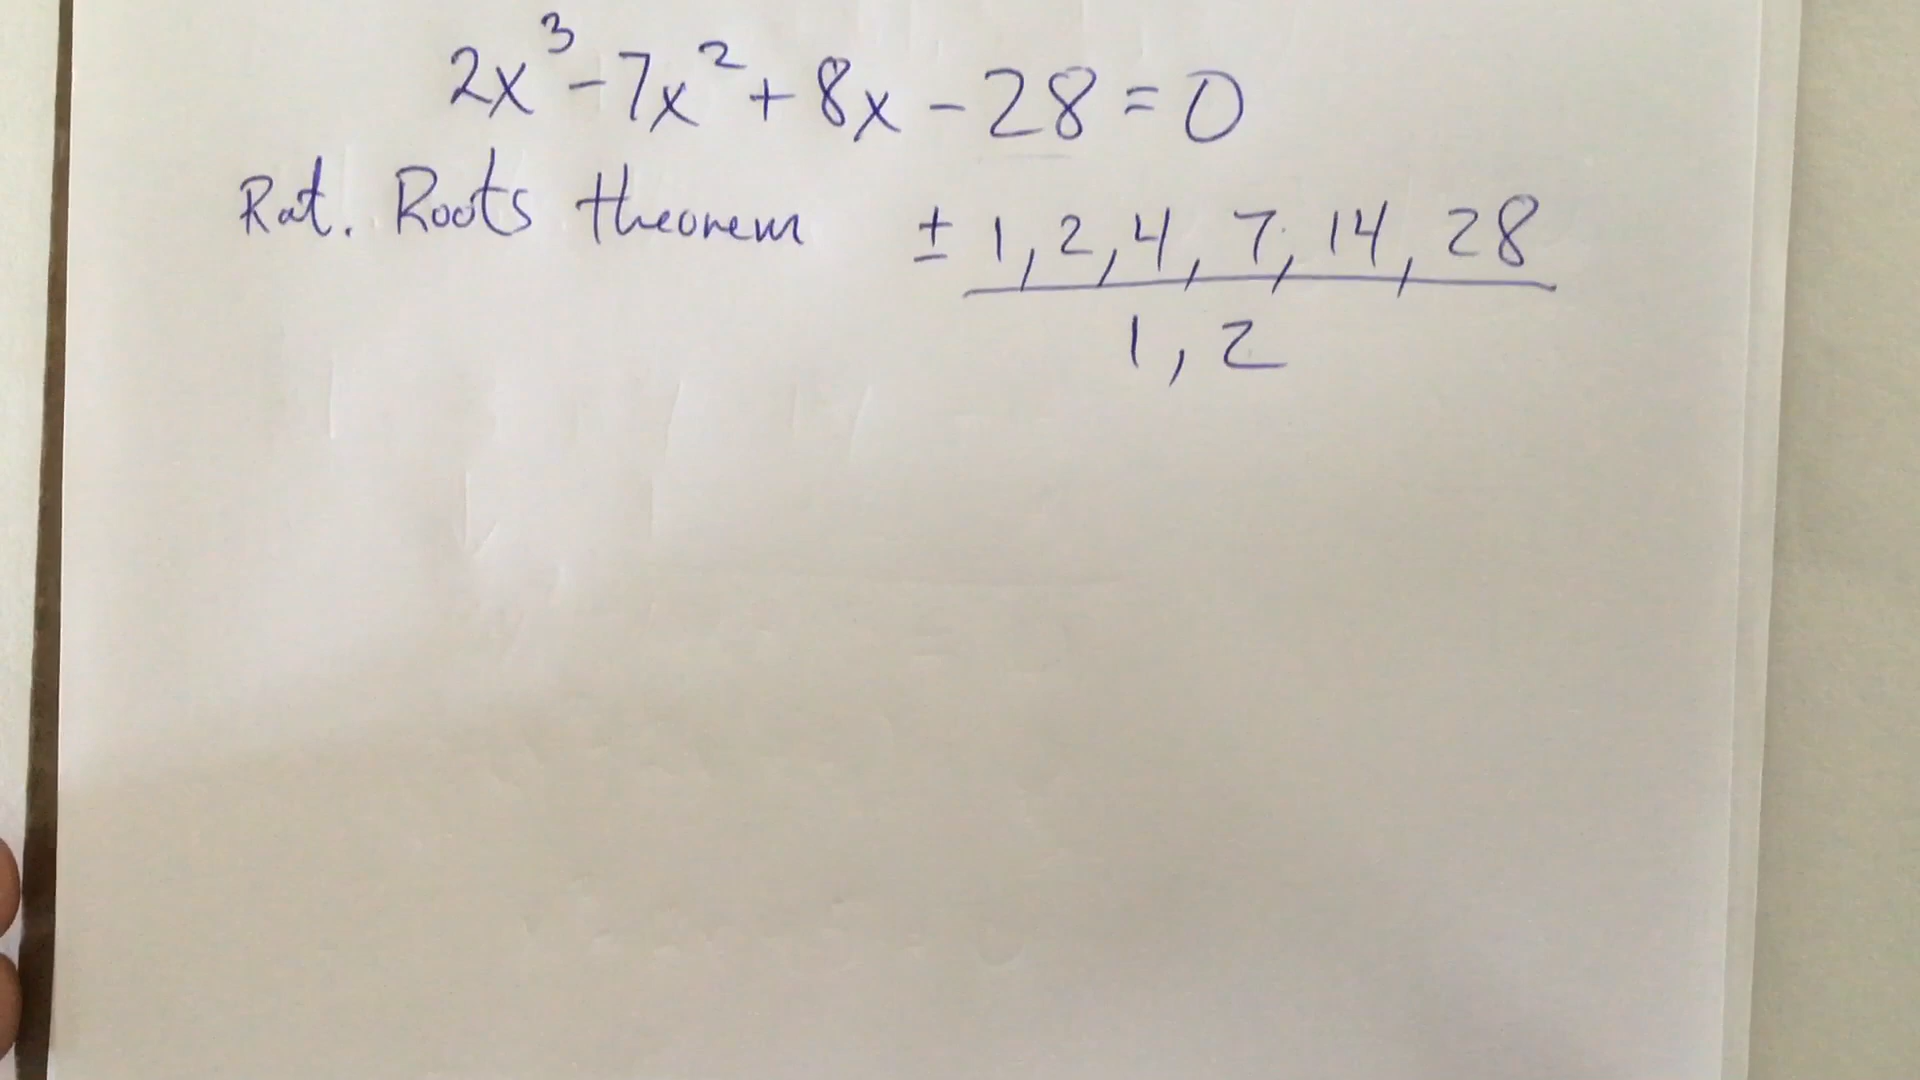 2x³-7x²+8x-28=0
Rat. Roots theorem ± 1,2,4,7,14,28
1,2